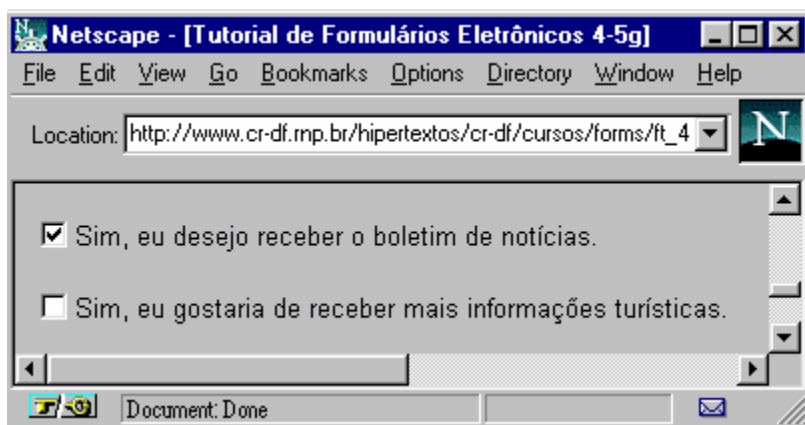 Netscape - [Tutorial de Formulários Eletrônicos 4-5g]
File Edit View Go Bookmarks Options Directory Window Help
Location: http://www.cr-df.rnp.br/hipertextos/cr-df/cursos/forms/ft_4
N
Sim, eu desejo receber o boletim de notícias.
Sim, eu gostaria de receber mais informações turísticas.
Document: Done